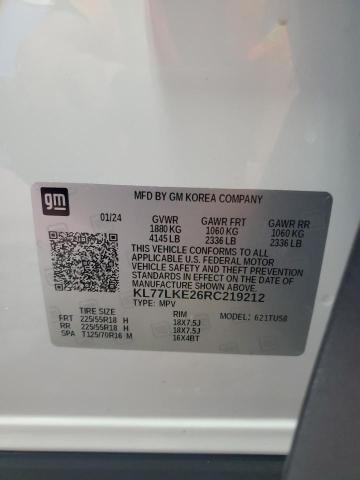 gm
MFD BY GM KOREA COMPANY
01/24
GVWR GAWR FRT GAWR RR
1880 KG 1060 KG 1060 KG
4145 LB 2336 LB 2336 LB
THIS VEHICLE CONFORMS TO ALL
APPLICABLE U.S. FEDERAL MOTOR
VEHICLE SAFETY AND THEFT PREVENTION
STANDARDS IN EFFECT ON THE DATE OF
MANUFACTURE SHOWN ABOVE.
KL77LKE26RC219212
TYPE: MPV
TIRE SIZE RIM MODEL: 621TUS8
FRT 225/55R18 H 18X7.5J
RR 225/55R18 H 18X7.5J
SPA T125/70R16 M 16X4BT